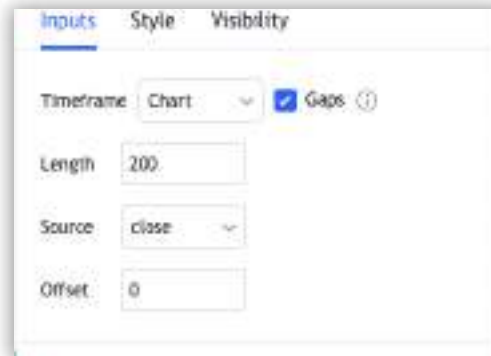 Inputs Style Visibility
Timeframe Chart Gaps
Length 200
Source close
Offset 0